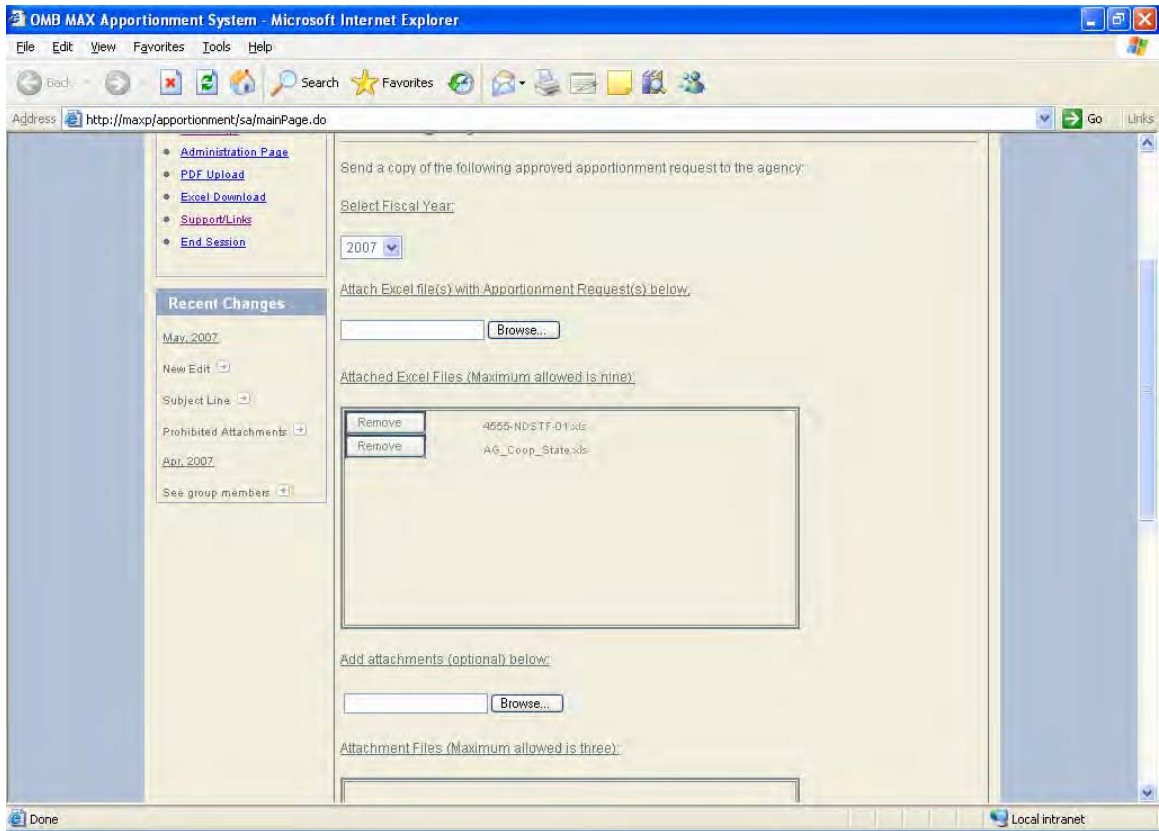 OMB MAX Apportionment System - Microsoft Internet Explorer
File Edit View Favorites Tools Help
Back Search Favorites
Address http://maxp/apportionment/sa/mainPage.do Go Links
Administration Page
PDF Upload
Excel Download
Support/Links
End Session
Recent Changes
May, 2007
New Edit
Subject Line
Prohibited Attachments
Apr, 2007
See group members
Send a copy of the following approved apportionment request to the agency:
Select Fiscal Year:
2007
Attach Excel file(s) with Apportionment Request(s) below:
Browse...
Attached Excel Files (Maximum allowed is nine):
Remove 4555-NDSTF-01.xls
Remove AG_Coop_State.xls
Add attachments (optional) below:
Browse...
Attachment Files (Maximum allowed is three):
Done Local intranet